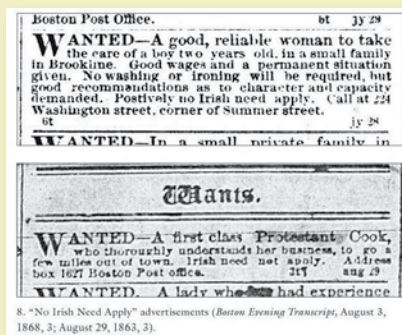 Boston Post Office. bt jy 29
WANTED—A good, reliable woman to take
the care of a boy two years old, in a small family
in Brookline. Good wages and a permanent situation
given. No washing or ironing will be required, but
good recommendations as to character and capacity
demanded. Postively no Irish need apply. Call at 224
Washington street, corner of Summer street.
6t jy 28
WANTED—In a small private family in
Wants.
WANTED—A first class Protestant Cook,
who thoroughly understands her business, to go a
few miles out of town. Irish need not apply. Address
box 1627 Boston Post office. 3t aug 29
WANTED. A lady who has had experience
8. "No Irish Need Apply" advertisements (Boston Evening Transcript, August 3,
1868, 3; August 29, 1863, 3).